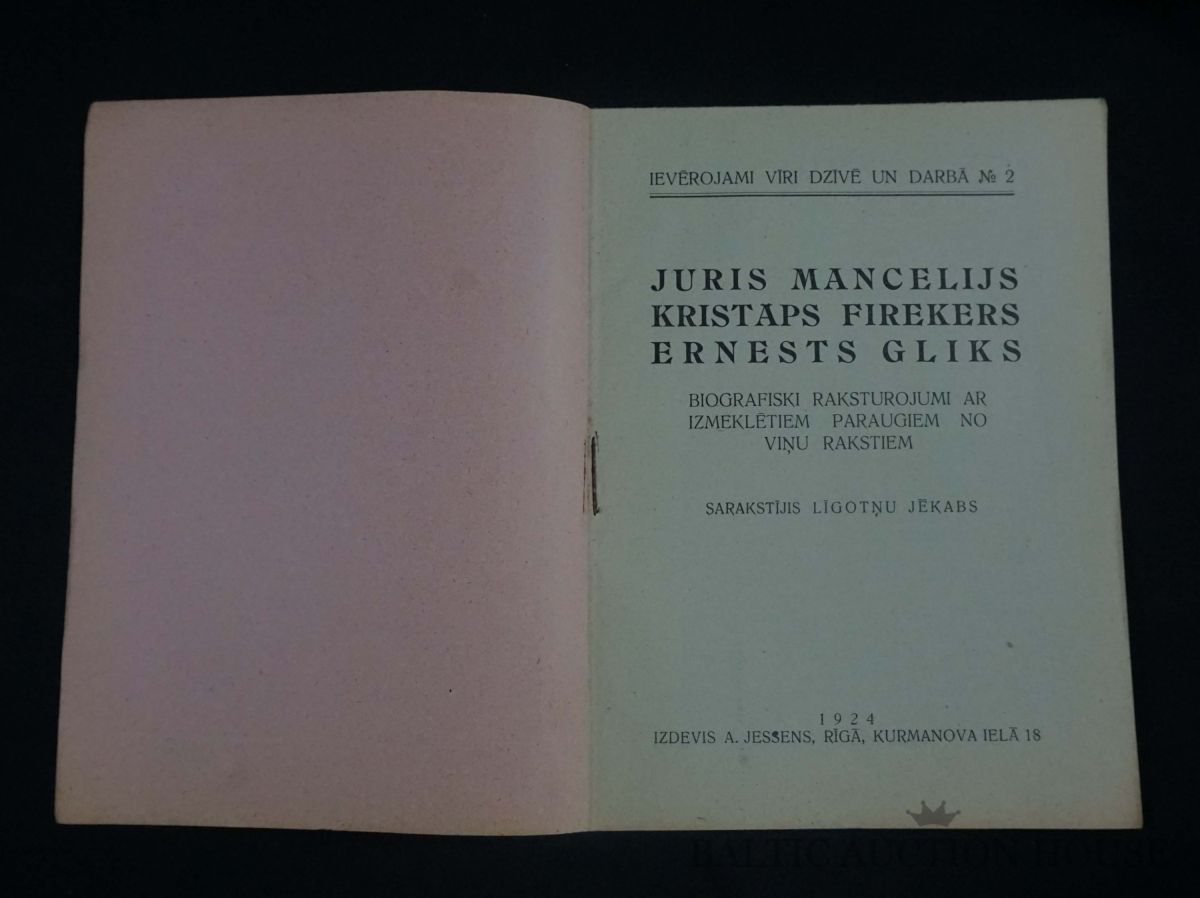 IEVĒROJAMI VĪRI DZĪVĒ UN DARBĀ № 2
JURIS MANCELIJS
KRISTAPS FIREKERS
ERNESTS GLIKS
BIOGRAFISKI RAKSTUROJUMI AR
IZMEKLĒTIEM PARAUGIEM NO
VIŅU RAKSTIEM
SARAKSTĪJIS LĪGOTŅU JĒKABS
1924
IZDEVIS A. JESSENS, RĪGĀ, KURMANOVA IELĀ 18
BALTIC AUCTION HOUSE